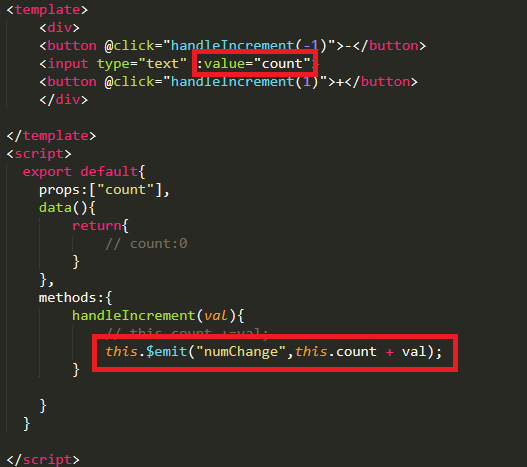 <template>
<div>
<button @click="handleIncrement(-1)">-</button>
<input type="text" :value="count">
<button @click="handleIncrement(1)">+</button>
</div>
</template>
<script>
export default{
props:["count"],
data(){
return{
// count:0
}
},
methods:{
handleIncrement(val){
// this.count +=val;
this.$emit("numChange",this.count + val);
}
}
}
</script>